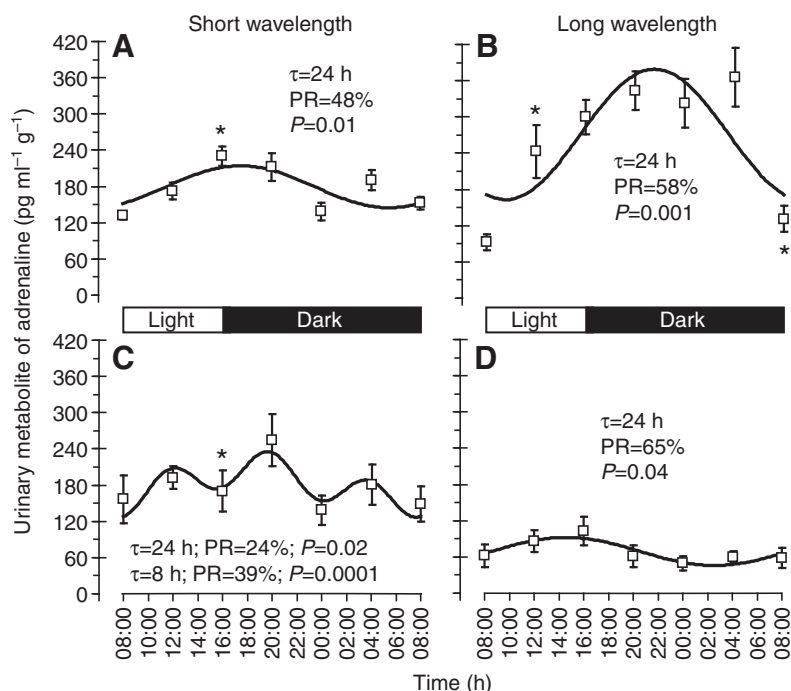 Short wavelength
Long wavelength
Urinary metabolite of adrenaline (pg ml⁻¹ g⁻¹)
A
420
360
300
240
180
120
60
0
τ=24 h
PR=48%
P=0.01
*
B
*
τ=24 h
PR=58%
P=0.001
*
Light
Dark
Light
Dark
C
420
360
300
240
180
120
60
0
*
τ=24 h; PR=24%; P=0.02
τ=8 h; PR=39%; P=0.0001
D
τ=24 h
PR=65%
P=0.04
08:00
10:00
12:00
14:00
16:00
18:00
20:00
22:00
00:00
02:00
04:00
06:00
08:00
08:00
10:00
12:00
14:00
16:00
18:00
20:00
22:00
00:00
02:00
04:00
06:00
08:00
Time (h)